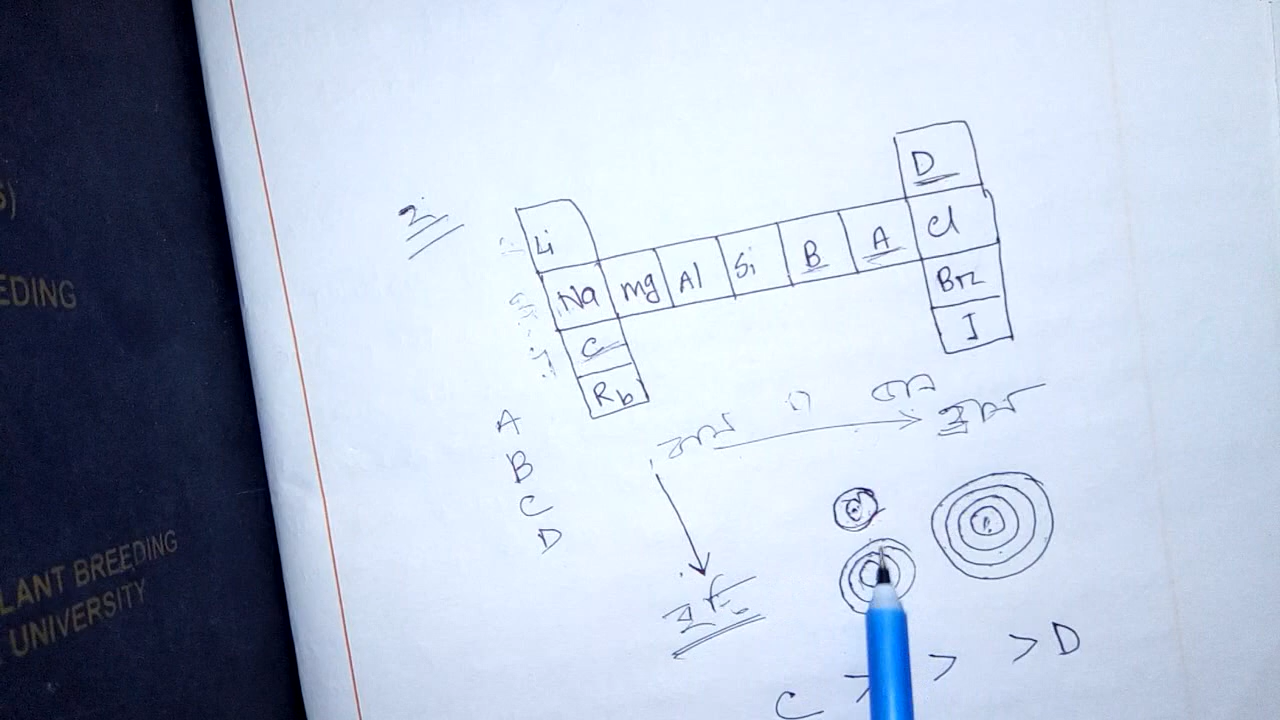 S)
EDING
LANT BREEDING
UNIVERSITY
2
D
Li
Na mg Al Si B A Cl
C
Br
Rb
I
A
B
C
D
হ্রাস
বৃদ্ধি
C > > > D